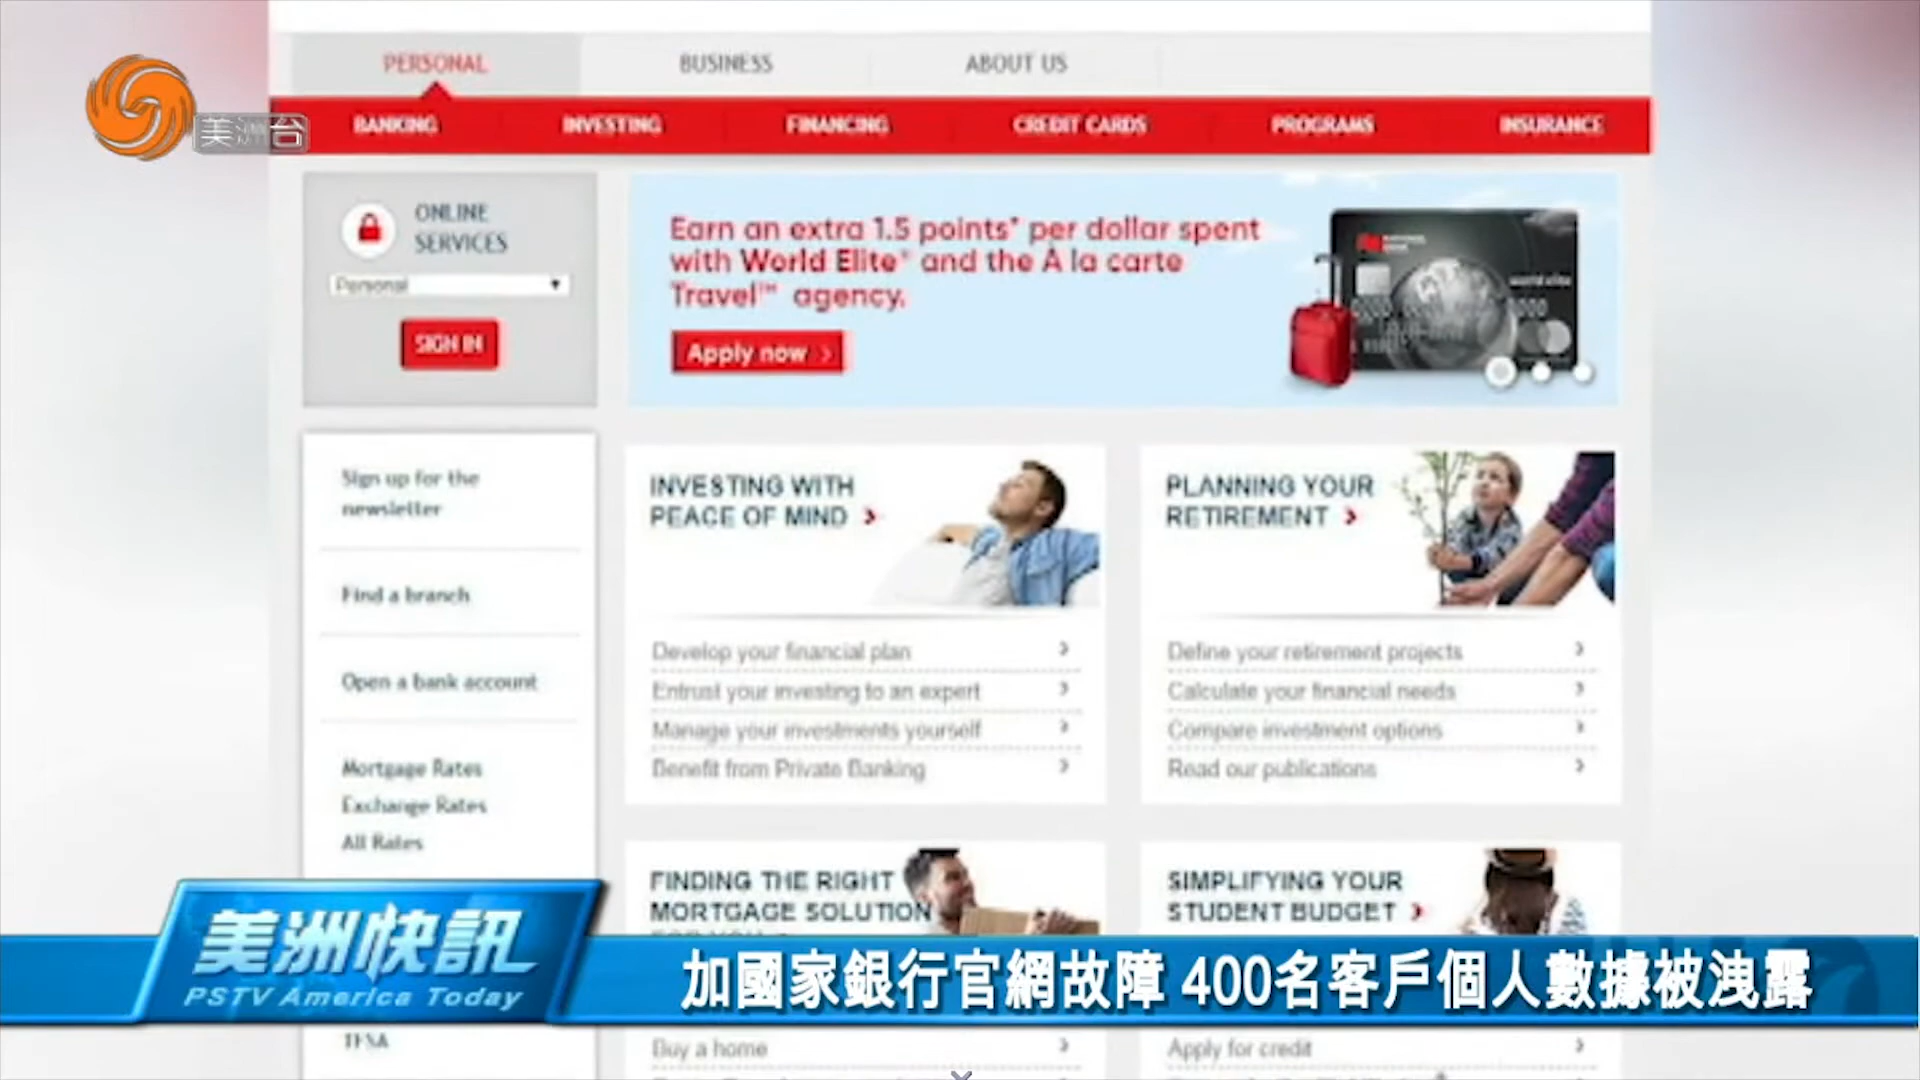 PERSONAL
BUSINESS
ABOUT US
美洲台
BANKING
INVESTING
FINANCING
CREDIT CARDS
PROGRAMS
INSURANCE
ONLINE
SERVICES
Personal
SIGN IN
Earn an extra 1.5 points* per dollar spent
with World Elite® and the À la carte
Travel™ agency.
Apply now
NATIONAL
BANK
world elite
Sign up for the
newsletter
Find a branch
Open a bank account
Mortgage Rates
Exchange Rates
All Rates
INVESTING WITH
PEACE OF MIND
Develop your financial plan
Entrust your investing to an expert
Manage your investments yourself
Benefit from Private Banking
PLANNING YOUR
RETIREMENT
Define your retirement projects
Calculate your financial needs
Compare investment options
Read our publications
FINDING THE RIGHT
MORTGAGE SOLUTION
SIMPLIFYING YOUR
STUDENT BUDGET
美洲快訊
PSTV America Today
加國家銀行官網故障 400名客戶個人數據被洩露
TFSA
Buy a home
Apply for credit